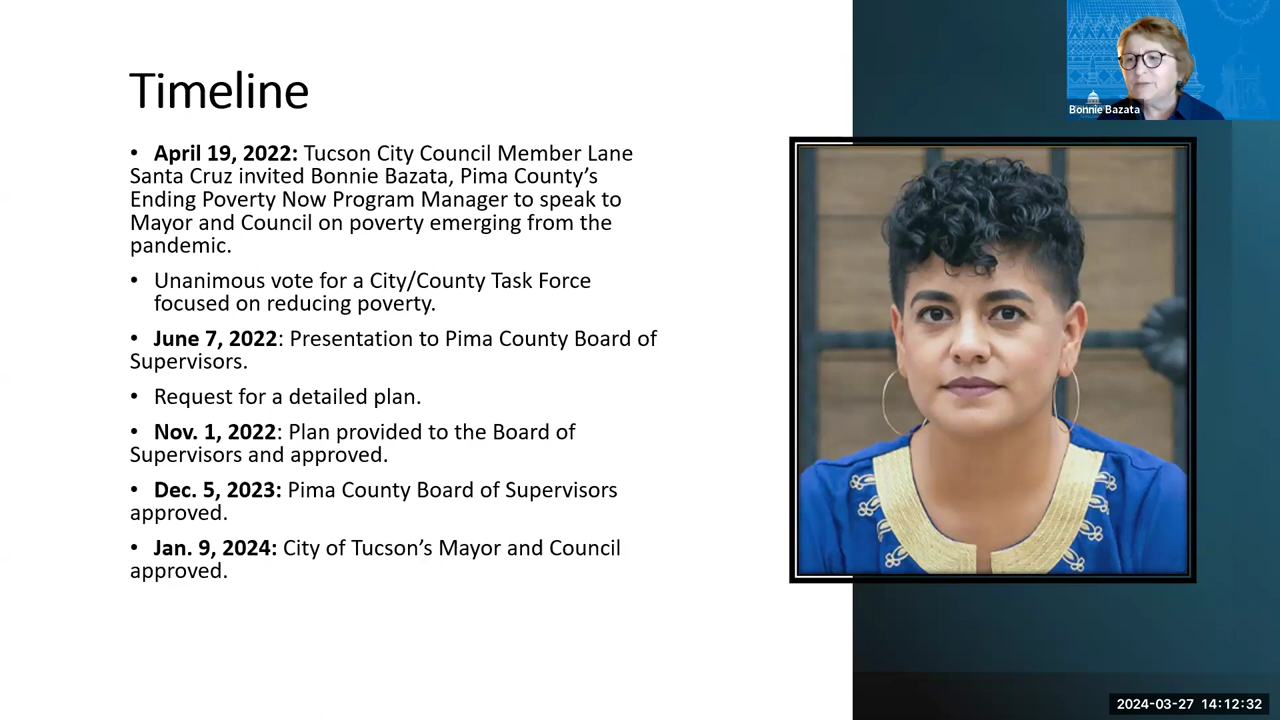 Timeline
• April 19, 2022: Tucson City Council Member Lane
Santa Cruz invited Bonnie Bazata, Pima County’s
Ending Poverty Now Program Manager to speak to
Mayor and Council on poverty emerging from the
pandemic.
• Unanimous vote for a City/County Task Force
focused on reducing poverty.
• June 7, 2022: Presentation to Pima County Board of
Supervisors.
• Request for a detailed plan.
• Nov. 1, 2022: Plan provided to the Board of
Supervisors and approved.
• Dec. 5, 2023: Pima County Board of Supervisors
approved.
• Jan. 9, 2024: City of Tucson’s Mayor and Council
approved.
Bonnie Bazata
2024-03-27 14:12:32